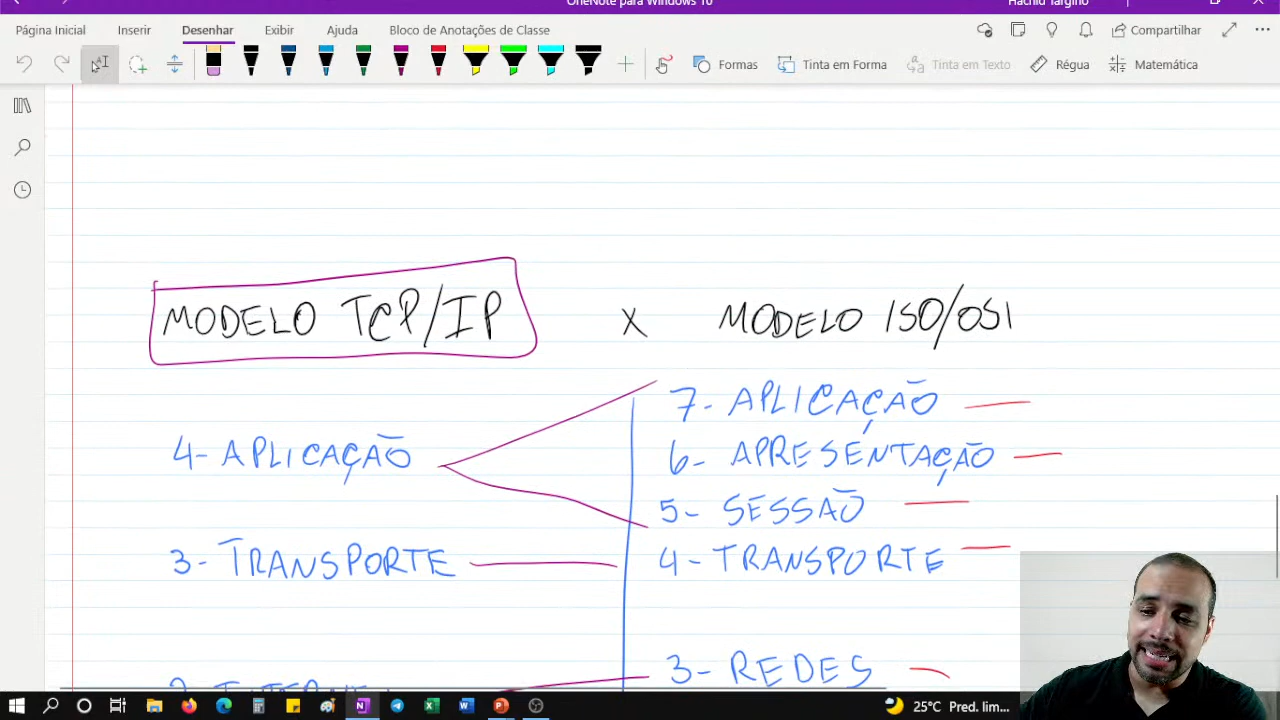 OneNote para Windows 10
Hachid Targino
Página Inicial Inserir Desenhar Exibir Ajuda Bloco de Anotações de Classe Compartilhar
Formas Tinta em Forma Tinta em Texto Régua Matemática
MODELO TCP/IP X MODELO ISO/OSI
7- APLICAÇÃO
4- APLICAÇÃO
6- APRESENTAÇÃO
5- SESSÃO
3- TRANSPORTE
4- TRANSPORTE
3- REDES
25°C Pred. lim...